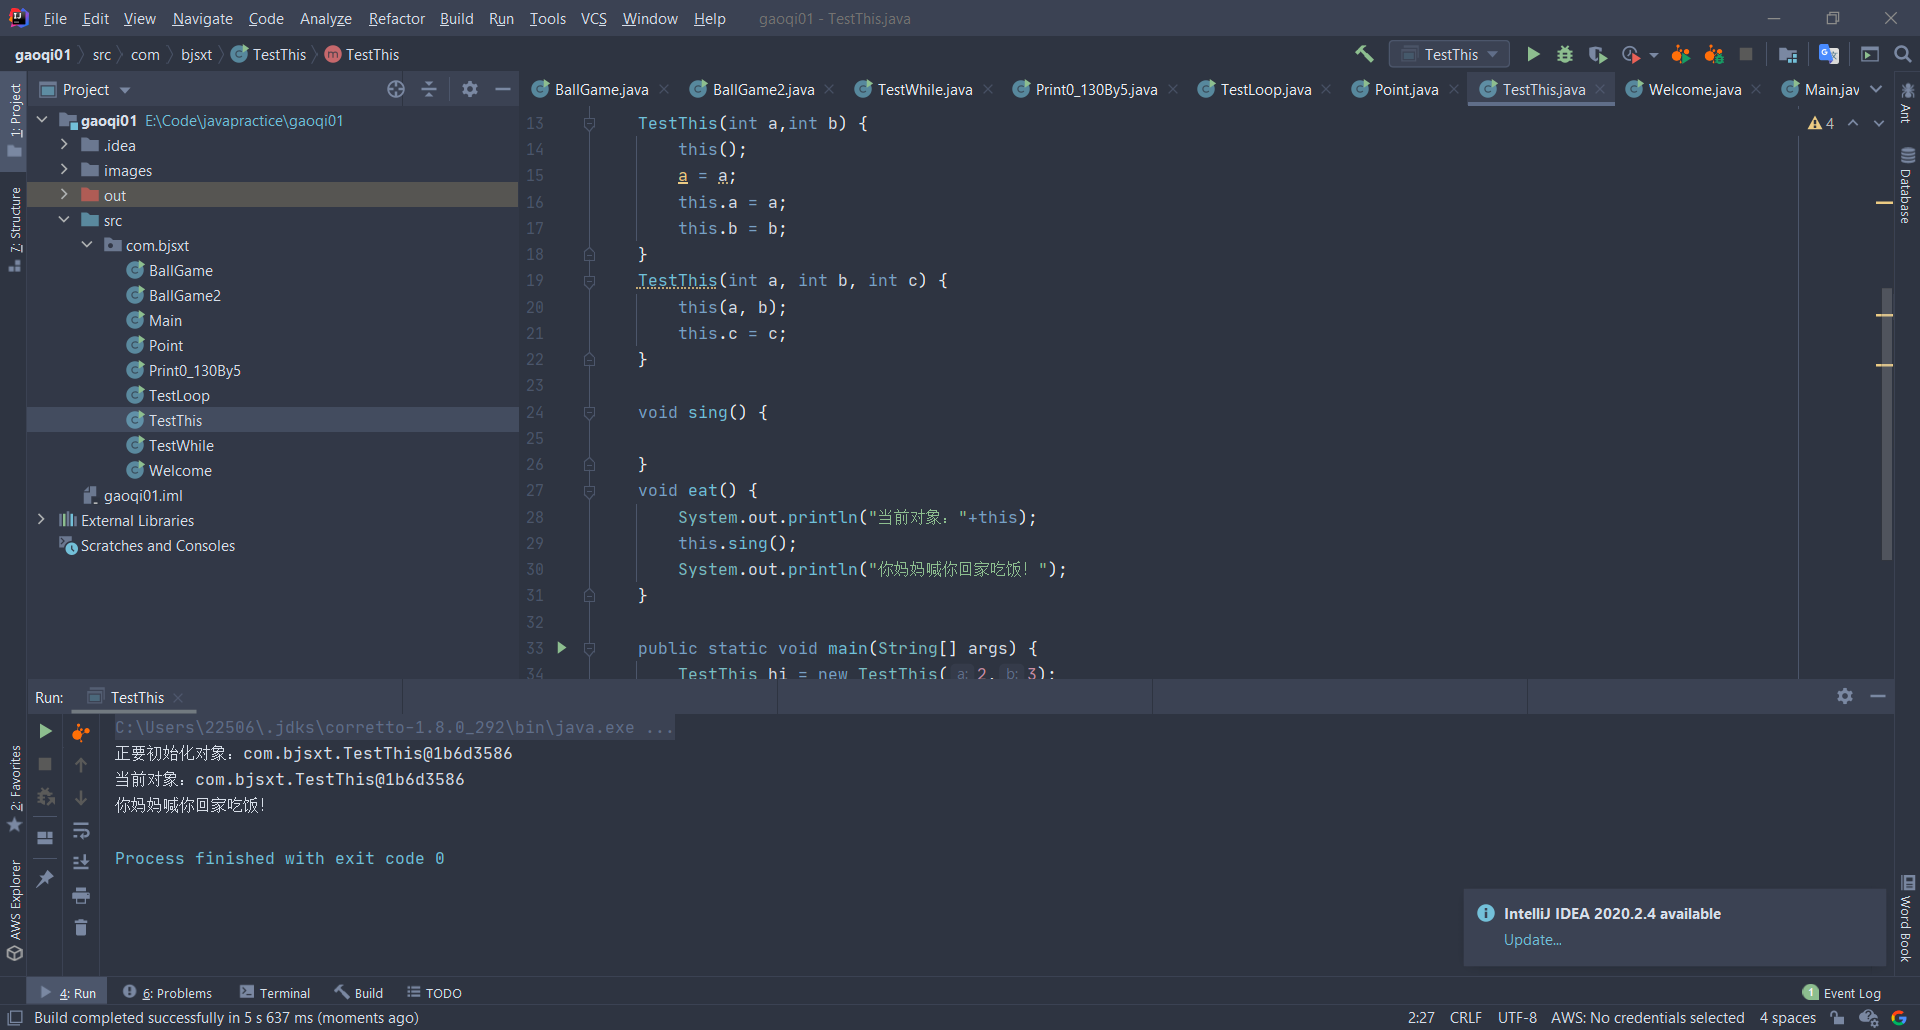 File Edit View Navigate Code Analyze Refactor Build Run Tools VCS Window Help gaoqi01 - TestThis.java
gaoqi01 src com bjsxt TestThis m TestThis
TestThis
1: Project
7: Structure
2: Favorites
AWS Explorer
Project
gaoqi01 E:\Code\javapractice\gaoqi01
.idea
images
out
src
com.bjsxt
BallGame
BallGame2
Main
Point
Print0_130By5
TestLoop
TestThis
TestWhile
Welcome
gaoqi01.iml
External Libraries
Scratches and Consoles
BallGame.java BallGame2.java TestWhile.java Print0_130By5.java TestLoop.java Point.java TestThis.java Welcome.java Main.jav
4
13 TestThis(int a,int b) {
14 this();
15 a = a;
16 this.a = a;
17 this.b = b;
18 }
19 TestThis(int a, int b, int c) {
20 this(a, b);
21 this.c = c;
22 }
23
24 void sing() {
25
26 }
27 void eat() {
28 System.out.println("当前对象："+this);
29 this.sing();
30 System.out.println("你妈妈喊你回家吃饭！");
31 }
32
33 public static void main(String[] args) {
34 TestThis hi = new TestThis( a: 2, b: 3);
Ant
Database
Word Book
Run: TestThis
C:\Users\22506\.jdks\corretto-1.8.0_292\bin\java.exe ...
正要初始化对象：com.bjsxt.TestThis@1b6d3586
当前对象：com.bjsxt.TestThis@1b6d3586
你妈妈喊你回家吃饭！
Process finished with exit code 0
IntelliJ IDEA 2020.2.4 available
Update...
4: Run 6: Problems Terminal Build TODO 1 Event Log
Build completed successfully in 5 s 637 ms (moments ago) 2:27 CRLF UTF-8 AWS: No credentials selected 4 spaces